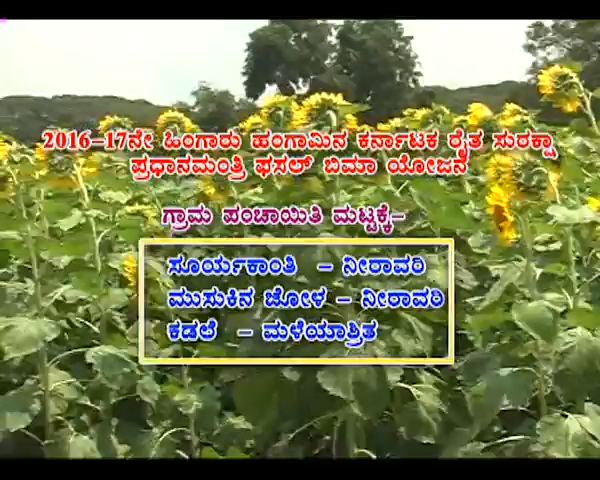 2016-17ನೇ ಹಿಂಗಾರು ಹಂಗಾಮಿನ ಕರ್ನಾಟಕ ರೈತ ಸುರಕ್ಷಾ
ಪ್ರಧಾನಮಂತ್ರಿ ಫಸಲ್ ಬಿಮಾ ಯೋಜನೆ
ಗ್ರಾಮ ಪಂಚಾಯಿತಿ ಮಟ್ಟಕ್ಕೆ-
ಸೂರ್ಯಕಾಂತಿ - ನೀರಾವರಿ
ಮುಸುಕಿನ ಜೋಳ - ನೀರಾವರಿ
ಕಡಲೆ - ಮಳೆಯಾಶ್ರಿತ